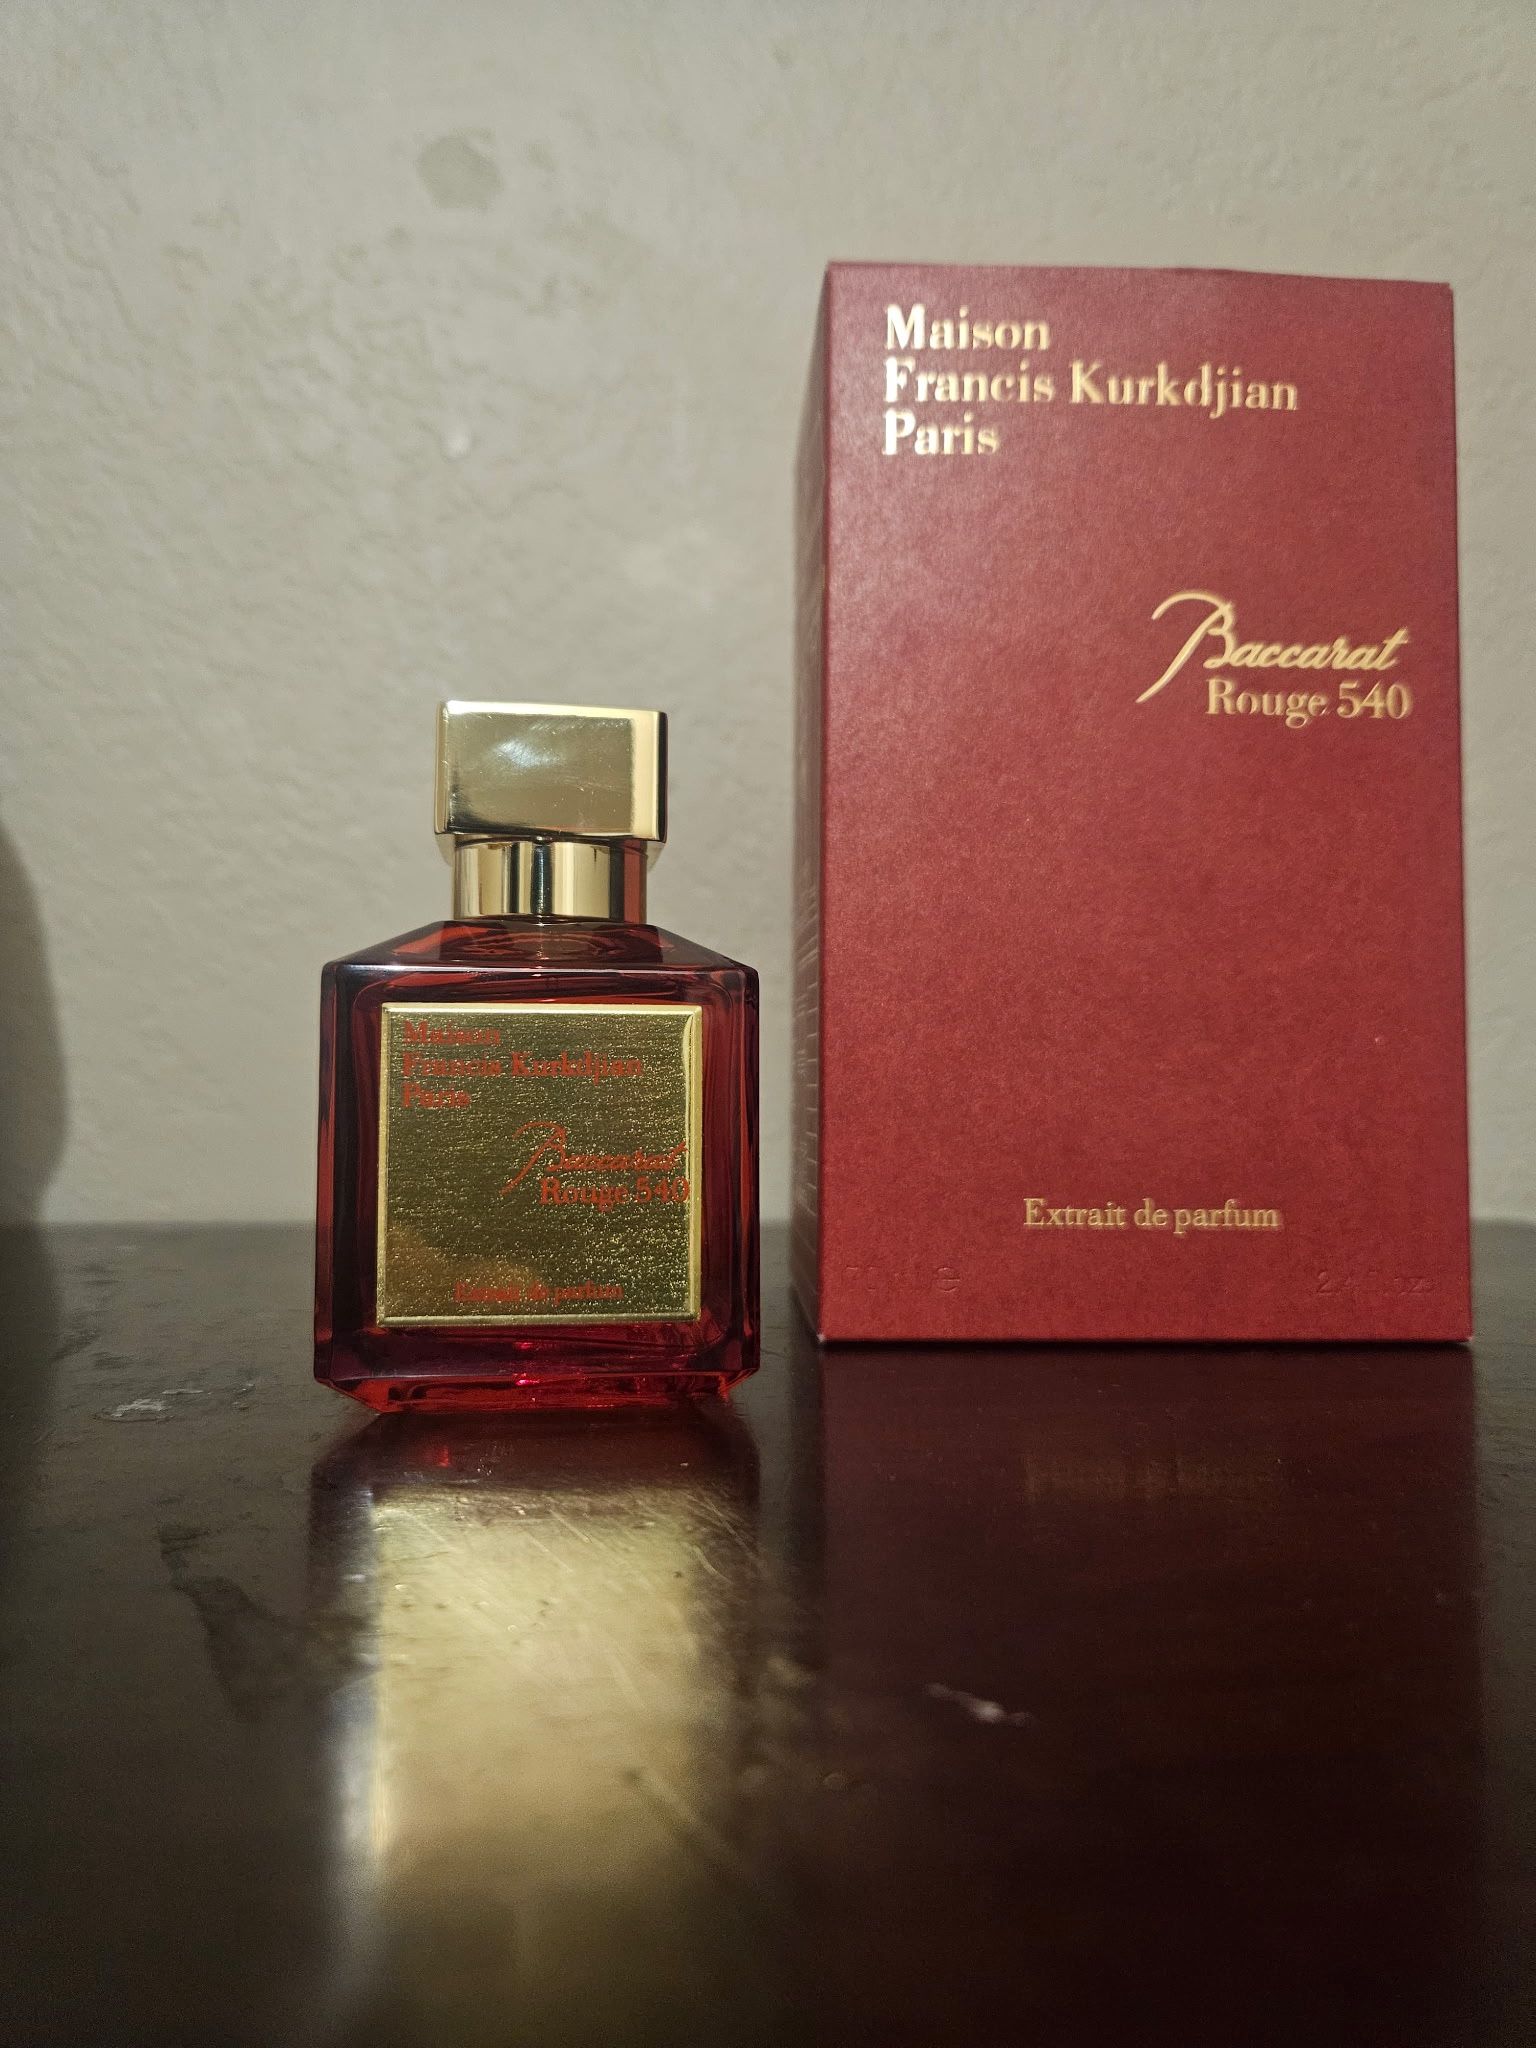 Maison
Francis Kurkdjian
Paris
Baccarat
Rouge 540
Extrait de parfum
Maison
Francis Kurkdjian
Paris
Baccarat
Rouge 540
Extrait de parfum